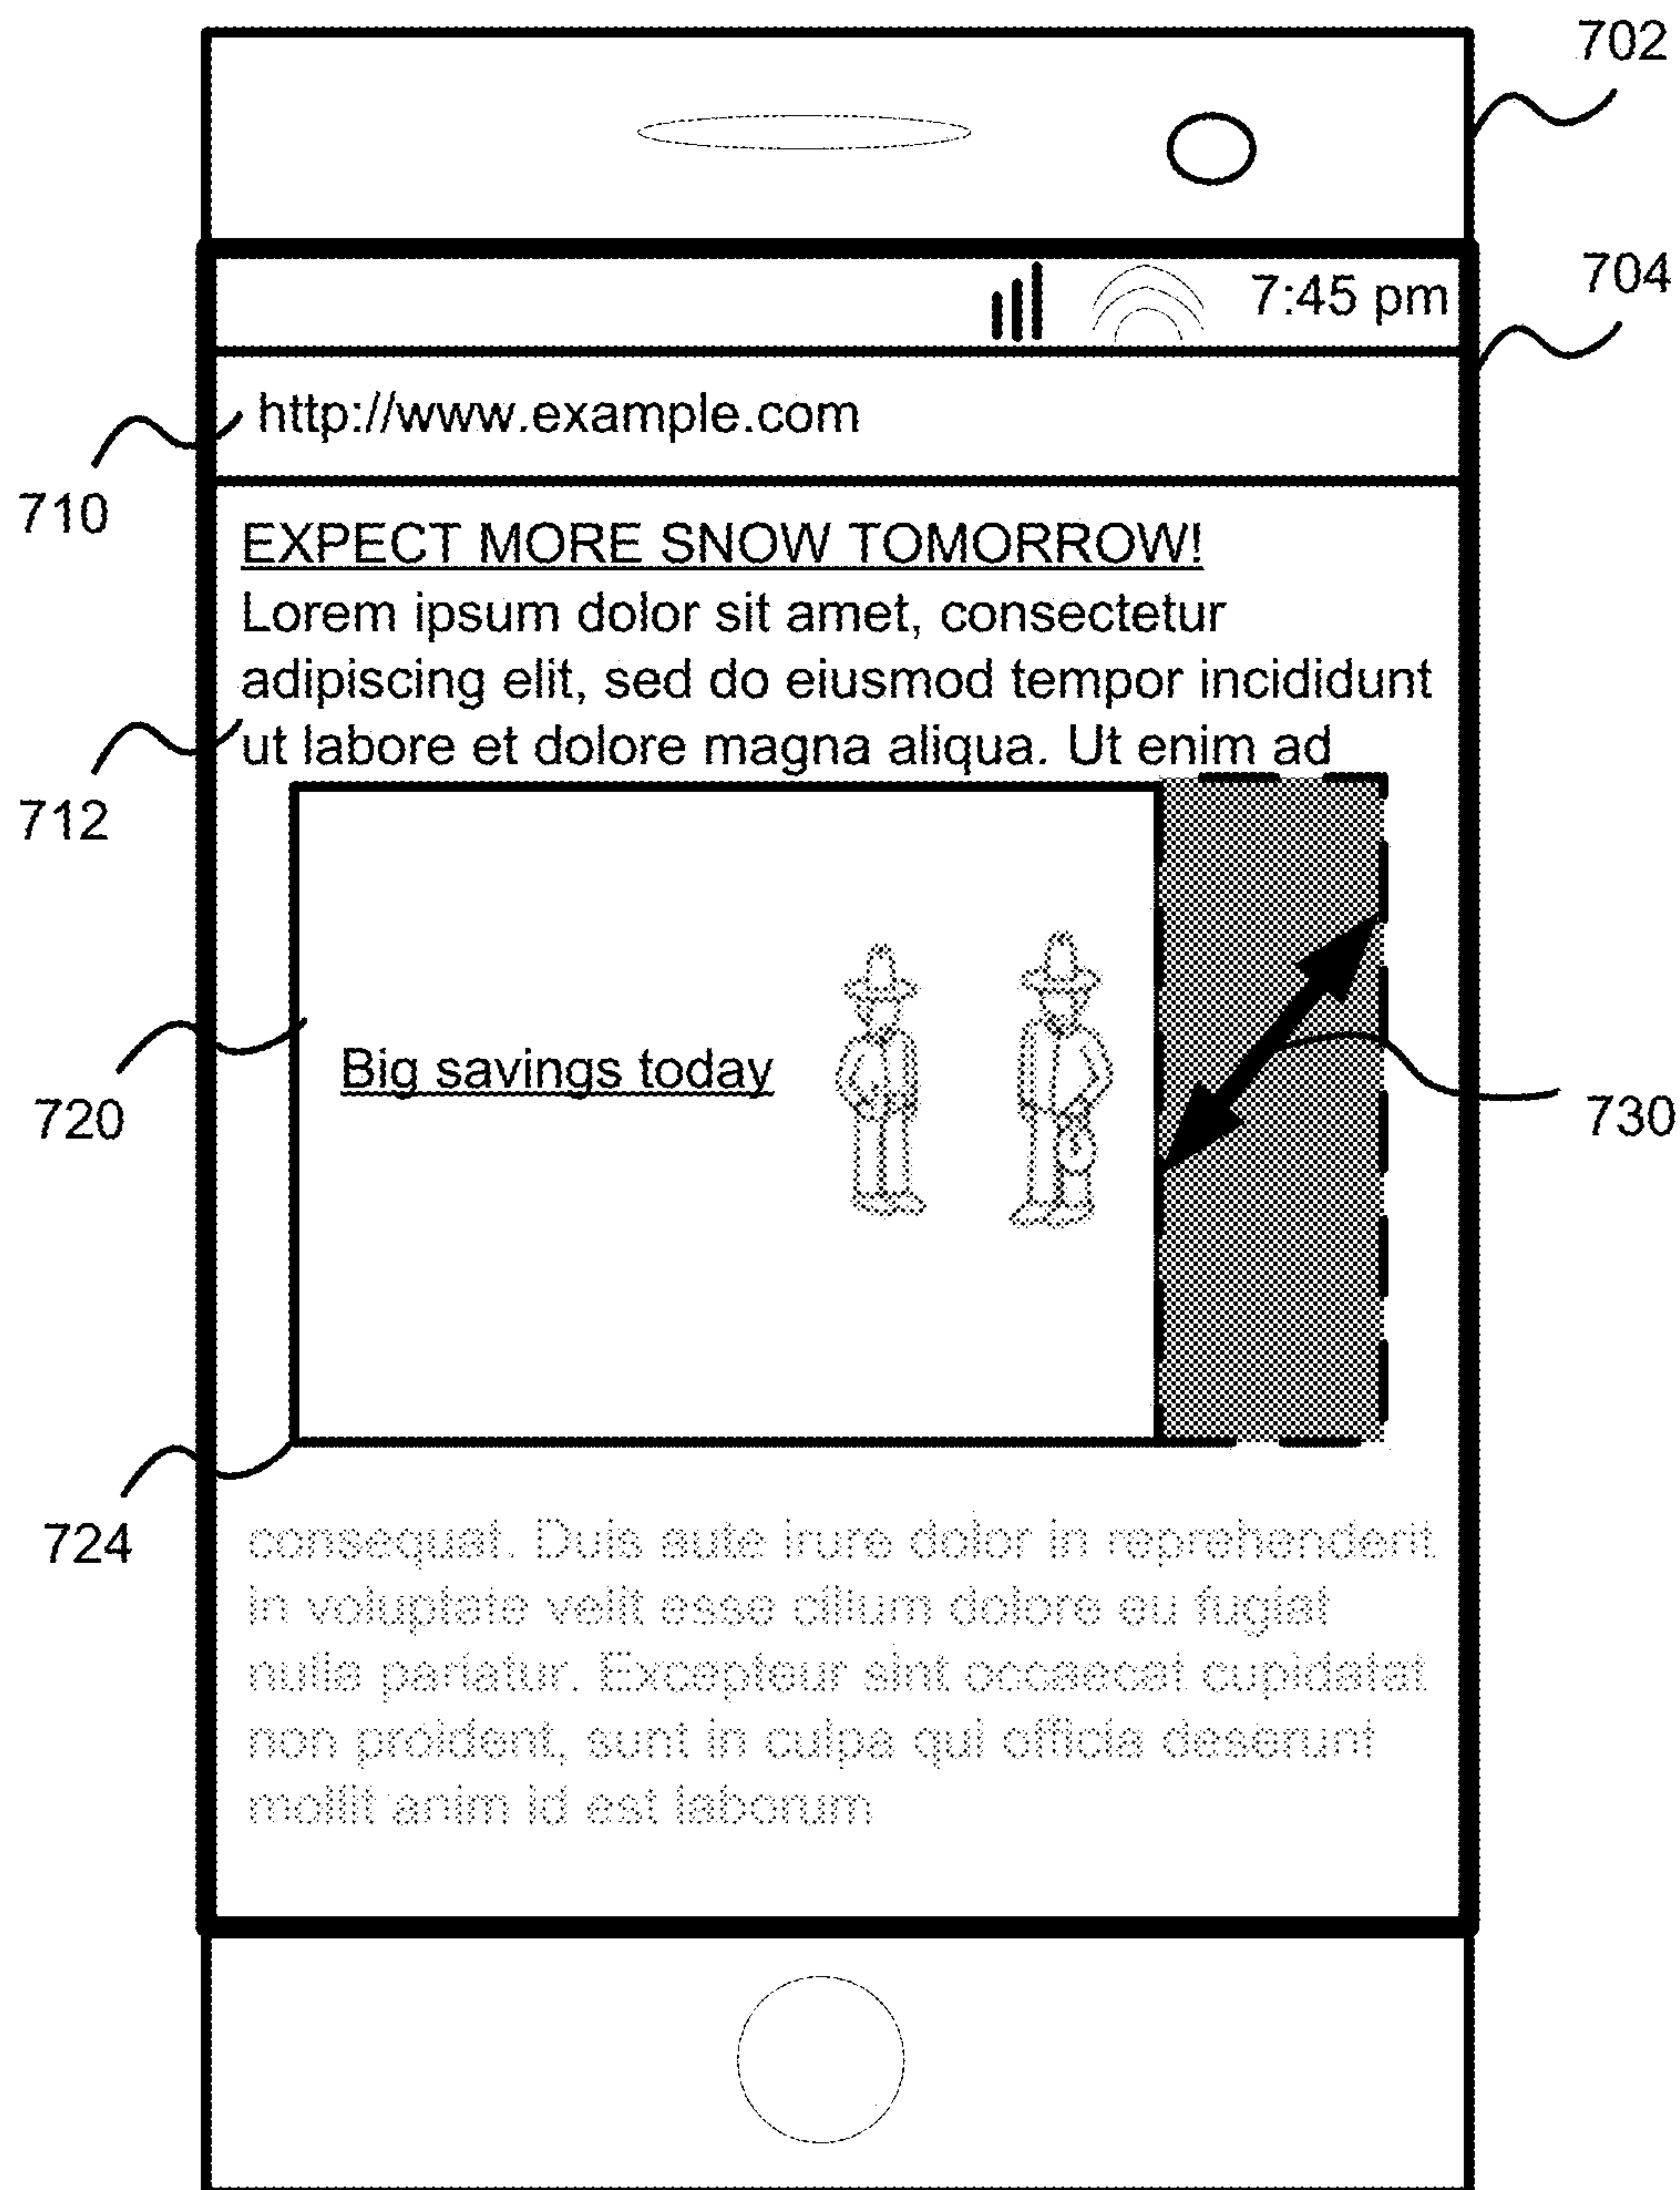 702
7:45 pm
704
http://www.example.com
710
EXPECT MORE SNOW TOMORROW!
Lorem ipsum dolor sit amet, consectetur
adipiscing elit, sed do eiusmod tempor incididunt
ut labore et dolore magna aliqua. Ut enim ad
712
Big savings today
720
730
724
consequat. Duis aute irure dolor in reprehenderit
in voluptate velit esse cillum dolore eu fugiat
nulla pariatur. Excepteur sint occaecat cupidatat
non proident, sunt in culpa qui officia deserunt
mollit anim id est laborum